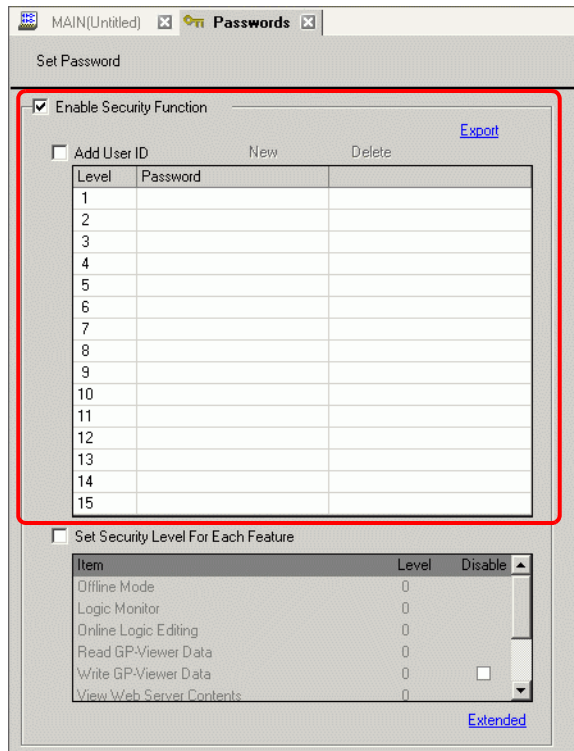 MAIN(Untitled) Passwords
Set Password
Enable Security Function
Export
Add User ID New Delete
Level Password
1
2
3
4
5
6
7
8
9
10
11
12
13
14
15
Set Security Level For Each Feature
Item Level Disable
Offline Mode 0
Logic Monitor 0
Online Logic Editing 0
Read GP-Viewer Data 0
Write GP-Viewer Data 0
View Web Server Contents 0
Extended